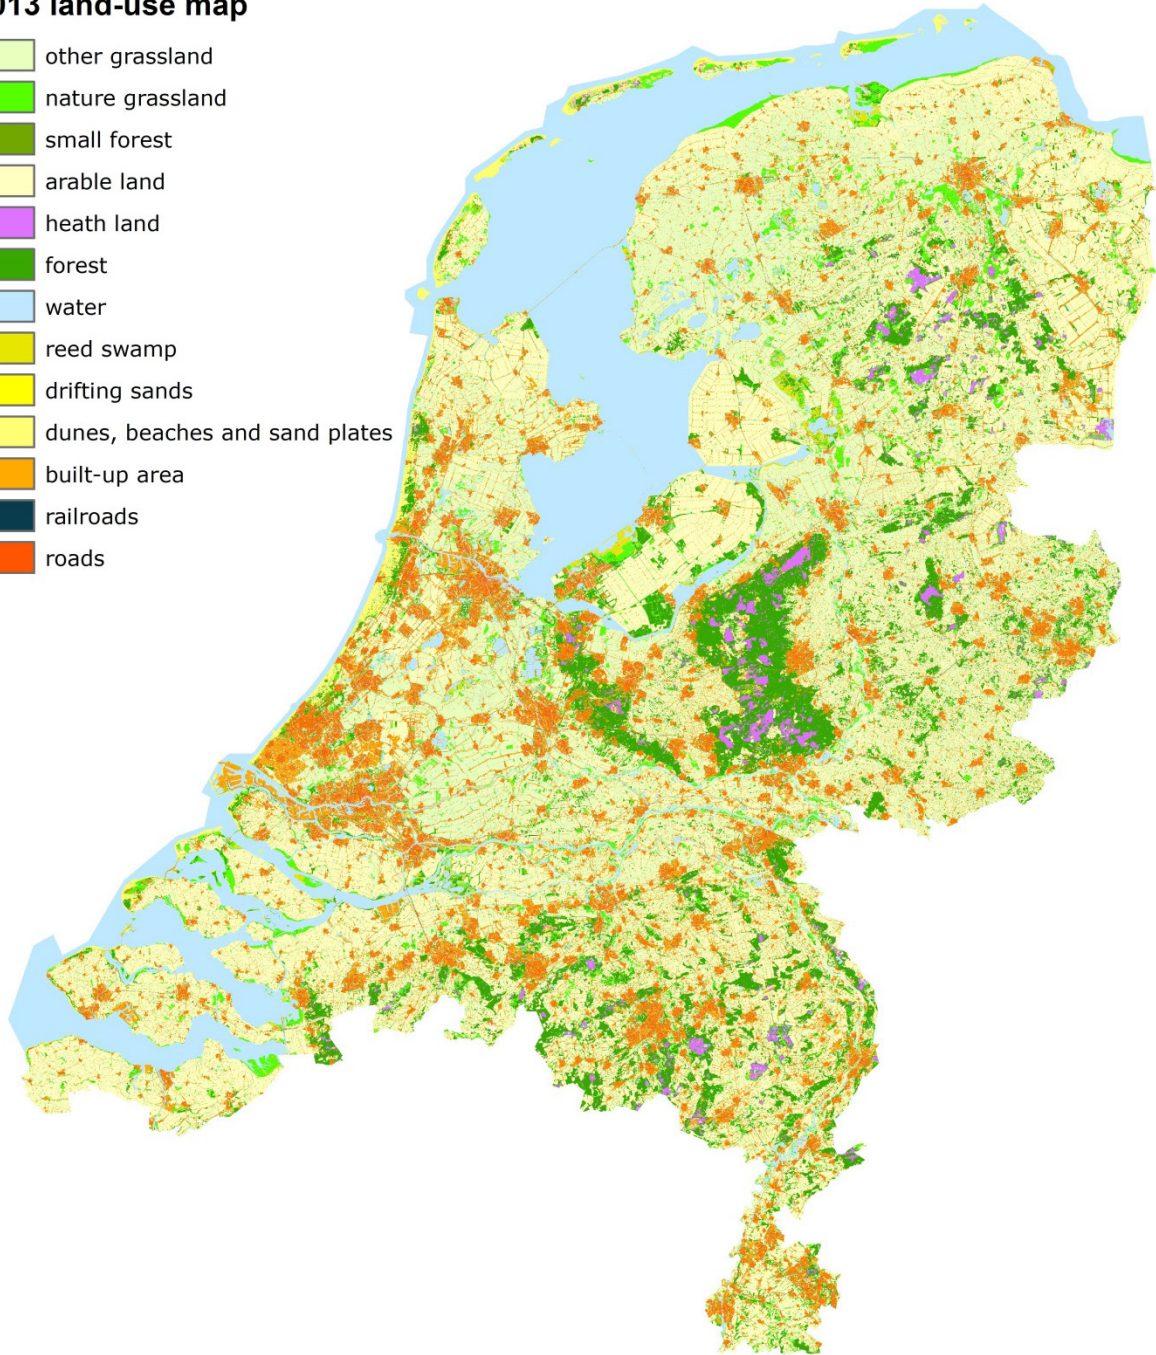 013 land-use map
other grassland
nature grassland
small forest
arable land
heath land
forest
water
reed swamp
drifting sands
dunes, beaches and sand plates
built-up area
railroads
roads